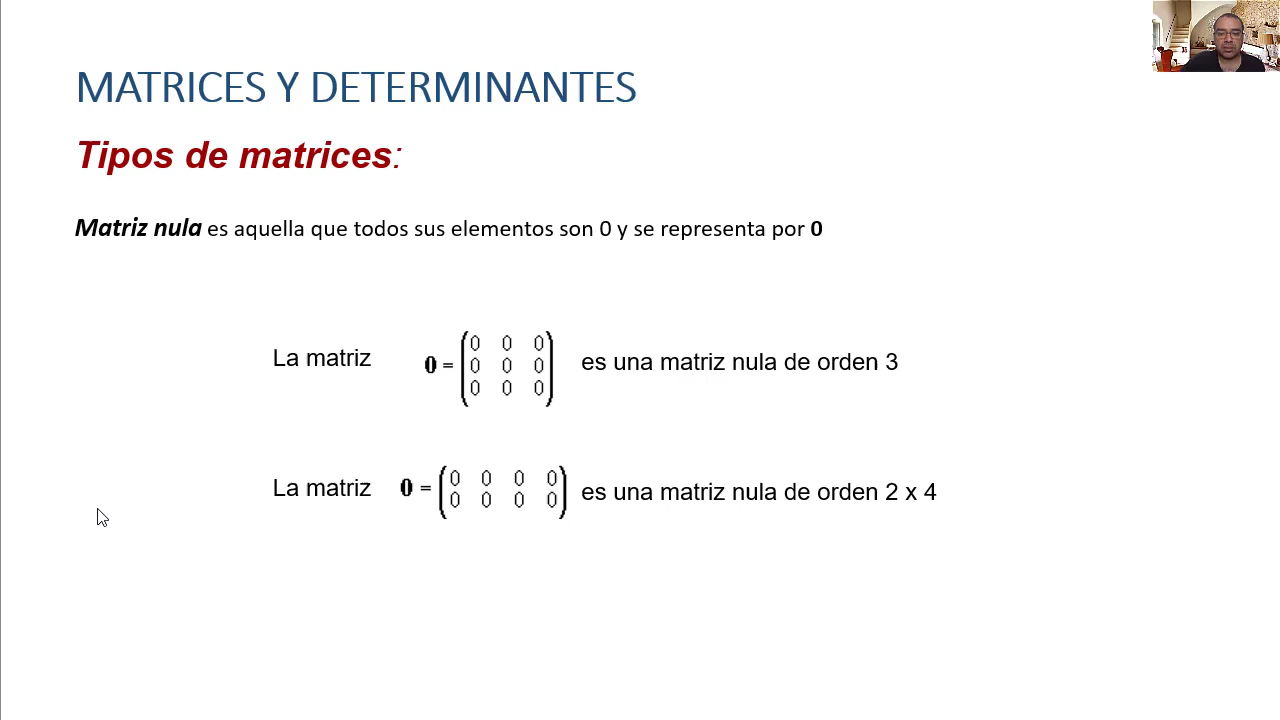 MATRICES Y DETERMINANTES
Tipos de matrices:
Matriz nula es aquella que todos sus elementos son 0 y se representa por 0
La matriz 0 = ( 0 0 0 es una matriz nula de orden 3
0 0 0
0 0 0 )
La matriz 0 = ( 0 0 0 0 es una matriz nula de orden 2 x 4
0 0 0 0 )